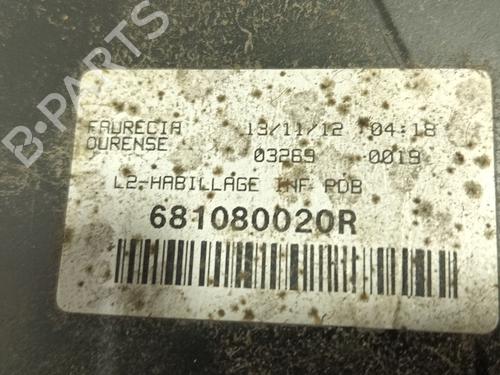 B-PARTS
FAURECIA 13/11/12 04:18
OURENSE 03269 0019
L2-HABILLAGE INF PDB
681080020R